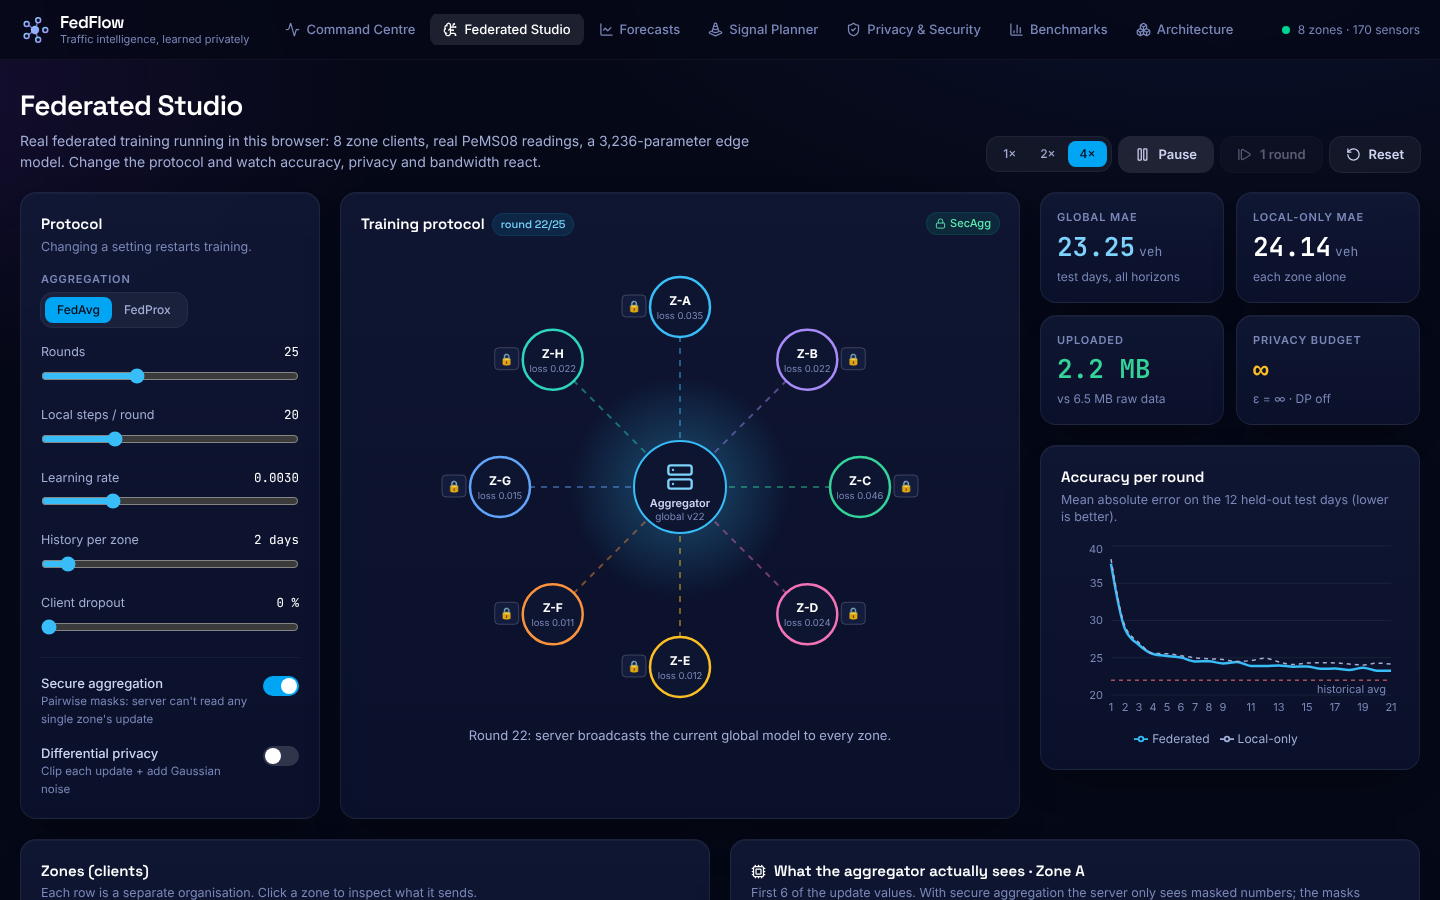 FedFlow
Traffic intelligence, learned privately
Command Centre
Federated Studio
Forecasts
Signal Planner
Privacy & Security
Benchmarks
Architecture
8 zones · 170 sensors
Federated Studio
Real federated training running in this browser: 8 zone clients, real PeMS08 readings, a 3,236-parameter edge
model. Change the protocol and watch accuracy, privacy and bandwidth react.
1×
2×
4×
Pause
1 round
Reset
Protocol
Changing a setting restarts training.
AGGREGATION
FedAvg
FedProx
Rounds 25
Local steps / round 20
Learning rate 0.0030
History per zone 2 days
Client dropout 0 %
Secure aggregation
Pairwise masks: server can't read any
single zone's update
Differential privacy
Clip each update + add Gaussian
noise
Training protocol
round 22/25
SecAgg
Z-A
loss 0.035
Z-H
loss 0.022
Z-B
loss 0.022
Z-G
loss 0.015
Aggregator
global v22
Z-C
loss 0.046
Z-F
loss 0.011
Z-D
loss 0.024
Z-E
loss 0.012
Round 22: server broadcasts the current global model to every zone.
GLOBAL MAE
23.25 veh
test days, all horizons
LOCAL-ONLY MAE
24.14 veh
each zone alone
UPLOADED
2.2 MB
vs 6.5 MB raw data
PRIVACY BUDGET
∞
ε = ∞ · DP off
Accuracy per round
Mean absolute error on the 12 held-out test days (lower
is better).
40
35
30
25
20
historical avg
1 2 3 4 5 6 7 8 9 11 13 15 17 19 21
Federated
Local-only
Zones (clients)
Each row is a separate organisation. Click a zone to inspect what it sends.
What the aggregator actually sees · Zone A
First 6 of the update values. With secure aggregation the server only sees masked numbers; the masks